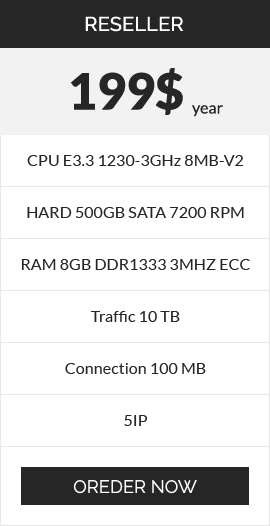 RESELLER
199$ year
CPU E3.3 1230-3GHz 8MB-V2
HARD 500GB SATA 7200 RPM
RAM 8GB DDR1333 3MHZ ECC
Traffic 10 TB
Connection 100 MB
5IP
OREDER NOW